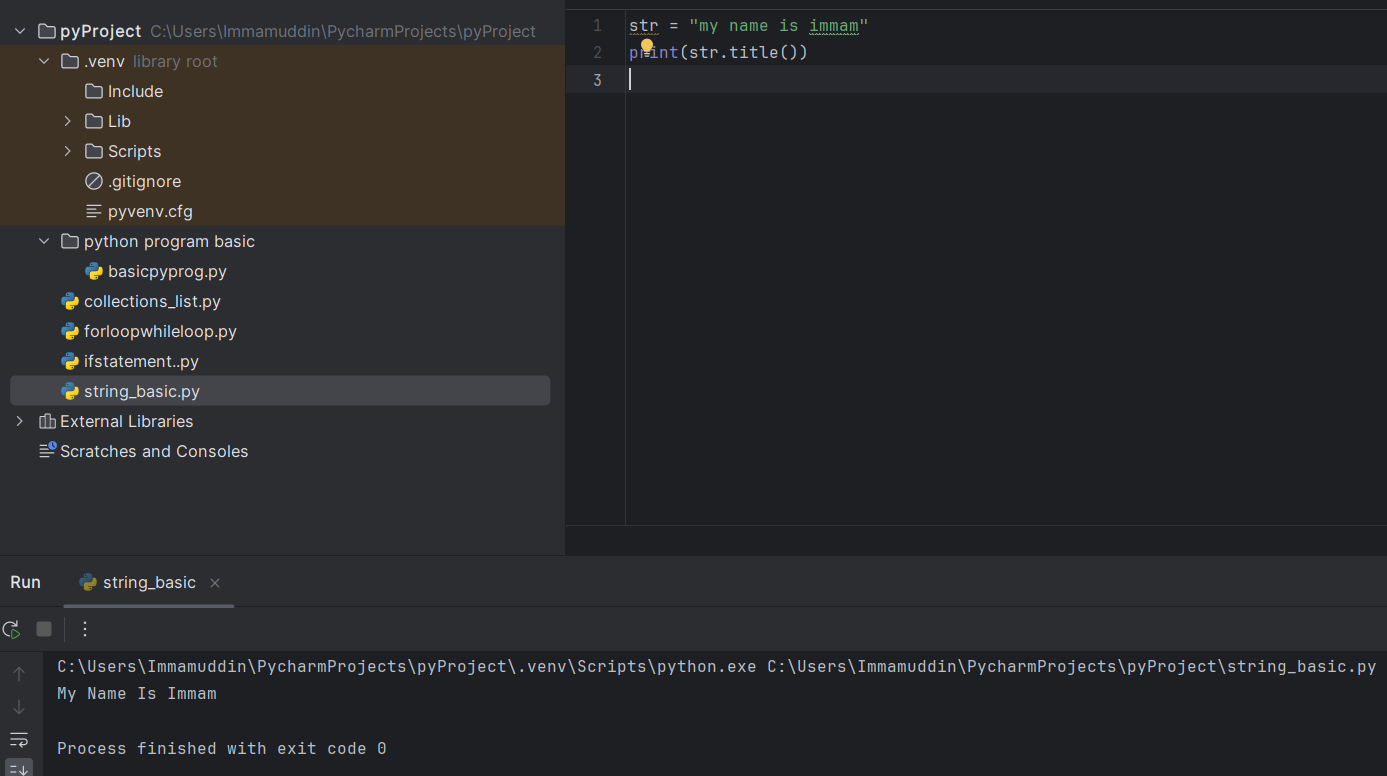 pyProject C:\Users\Immamuddin\PycharmProjects\pyProject
.venv library root
Include
Lib
Scripts
.gitignore
pyvenv.cfg
python program basic
basicpyprog.py
collections_list.py
forloopwhileloop.py
ifstatement..py
string_basic.py
External Libraries
Scratches and Consoles
1 str = "my name is immam"
2 print(str.title())
3
Run string_basic
C:\Users\Immamuddin\PycharmProjects\pyProject\.venv\Scripts\python.exe C:\Users\Immamuddin\PycharmProjects\pyProject\string_basic.py
My Name Is Immam
Process finished with exit code 0